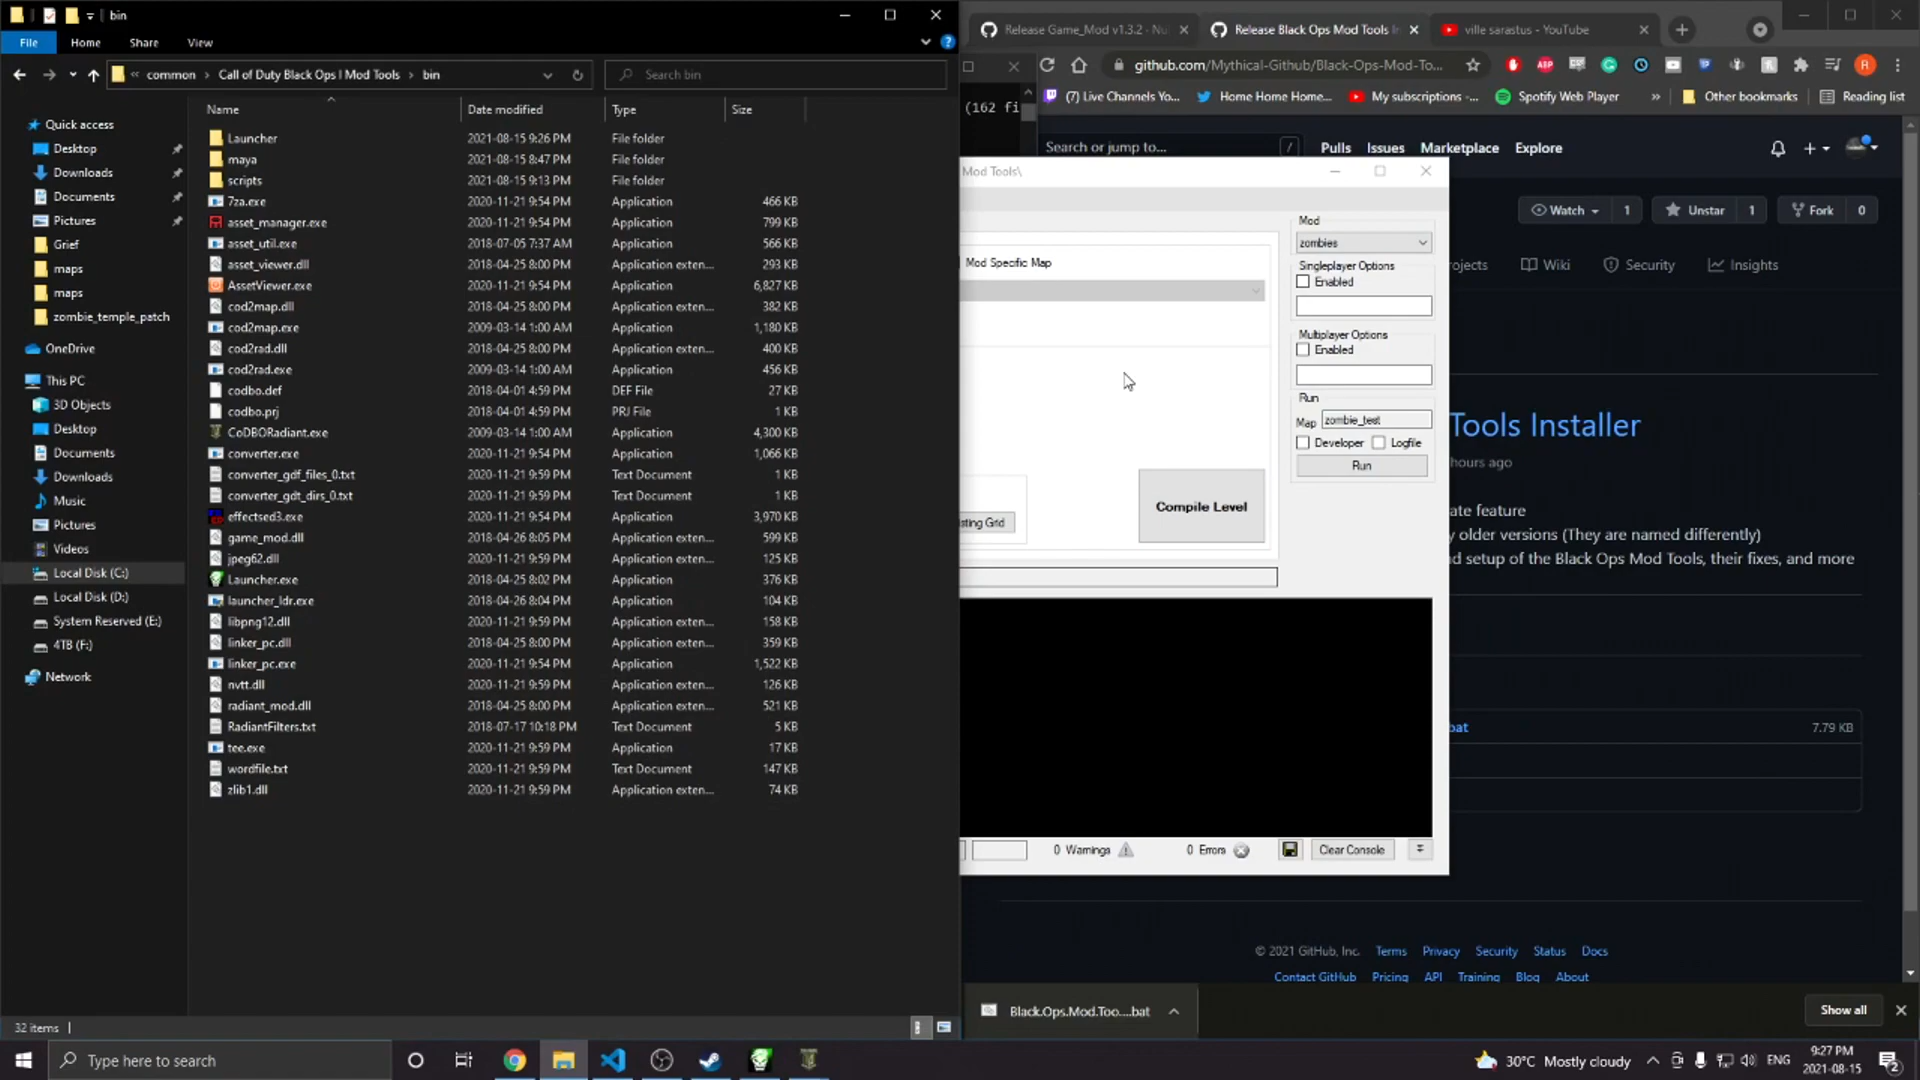 bin
File
Home
Share
View
common
Call of Duty Black Ops I Mod Tools
bin
Search bin
Name
Date modified
Type
Size
Quick access
Desktop
Downloads
Documents
Pictures
Grief
maps
maps
zombie_temple_patch
OneDrive
This PC
3D Objects
Desktop
Documents
Downloads
Music
Pictures
Videos
Local Disk (C:)
Local Disk (D:)
System Reserved (E:)
4TB (F:)
Network
Launcher 2021-08-15 9:26 PM File folder
maya 2021-08-15 8:47 PM File folder
scripts 2021-08-15 9:13 PM File folder
7za.exe 2020-11-21 9:54 PM Application 466 KB
asset_manager.exe 2020-11-21 9:54 PM Application 799 KB
asset_util.exe 2018-07-05 7:37 AM Application 566 KB
asset_viewer.dll 2018-04-25 8:00 PM Application exten... 293 KB
AssetViewer.exe 2020-11-21 9:54 PM Application 6,827 KB
cod2map.dll 2018-04-25 8:00 PM Application exten... 382 KB
cod2map.exe 2009-03-14 1:00 AM Application 1,180 KB
cod2rad.dll 2018-04-25 8:00 PM Application exten... 400 KB
cod2rad.exe 2009-03-14 1:00 AM Application 456 KB
codbo.def 2018-04-01 4:59 PM DEF File 27 KB
codbo.prj 2018-04-01 4:59 PM PRJ File 1 KB
CoDBORadiant.exe 2009-03-14 1:00 AM Application 4,300 KB
converter.exe 2020-11-21 9:54 PM Application 1,066 KB
converter_gdf_files_0.txt 2020-11-21 9:59 PM Text Document 1 KB
converter_gdt_dirs_0.txt 2020-11-21 9:59 PM Text Document 1 KB
effectsed3.exe 2020-11-21 9:54 PM Application 3,970 KB
game_mod.dll 2018-04-26 8:05 PM Application exten... 599 KB
jpeg62.dll 2020-11-21 9:59 PM Application exten... 125 KB
Launcher.exe 2018-04-25 8:02 PM Application 376 KB
launcher_ldr.exe 2018-04-26 8:04 PM Application 104 KB
libpng12.dll 2020-11-21 9:59 PM Application exten... 158 KB
linker_pc.dll 2018-04-25 8:00 PM Application exten... 359 KB
linker_pc.exe 2020-11-21 9:54 PM Application 1,522 KB
nvtt.dll 2020-11-21 9:59 PM Application exten... 126 KB
radiant_mod.dll 2018-04-25 8:00 PM Application exten... 521 KB
RadiantFilters.txt 2018-07-17 10:18 PM Text Document 5 KB
tee.exe 2020-11-21 9:59 PM Application 17 KB
wordfile.txt 2020-11-21 9:59 PM Text Document 147 KB
zlib1.dll 2020-11-21 9:59 PM Application exten... 74 KB
32 items
Release Game_Mod v1.3.2 - Nu
Release Black Ops Mod Tools In
ville sarastus - YouTube
github.com/Mythical-Github/Black-Ops-Mod-To...
ABP
R
(162 fi
(7) Live Channels Yo...
Home Home Home...
My subscriptions -...
Spotify Web Player
»
Other bookmarks
Reading list
Search or jump to...
/
Pulls
Issues
Marketplace
Explore
Watch
1
Unstar
1
Fork
0
ojects
Wiki
Security
Insights
Tools Installer
hours ago
ate feature
y older versions (They are named differently)
d setup of the Black Ops Mod Tools, their fixes, and more
bat
7.79 KB
Mod Tools\
Mod Specific Map
sting Grid
Compile Level
Mod
zombies
Singleplayer Options
Enabled
Multiplayer Options
Enabled
Run
Map
zombie_test
Developer
Logfile
Run
0 Warnings
0 Errors
Clear Console
© 2021 GitHub, Inc.
Terms
Privacy
Security
Status
Docs
Contact GitHub
Pricing
API
Training
Blog
About
Black.Ops.Mod.Too....bat
Show all
Type here to search
30°C Mostly cloudy
ENG
9:27 PM
2021-08-15
2